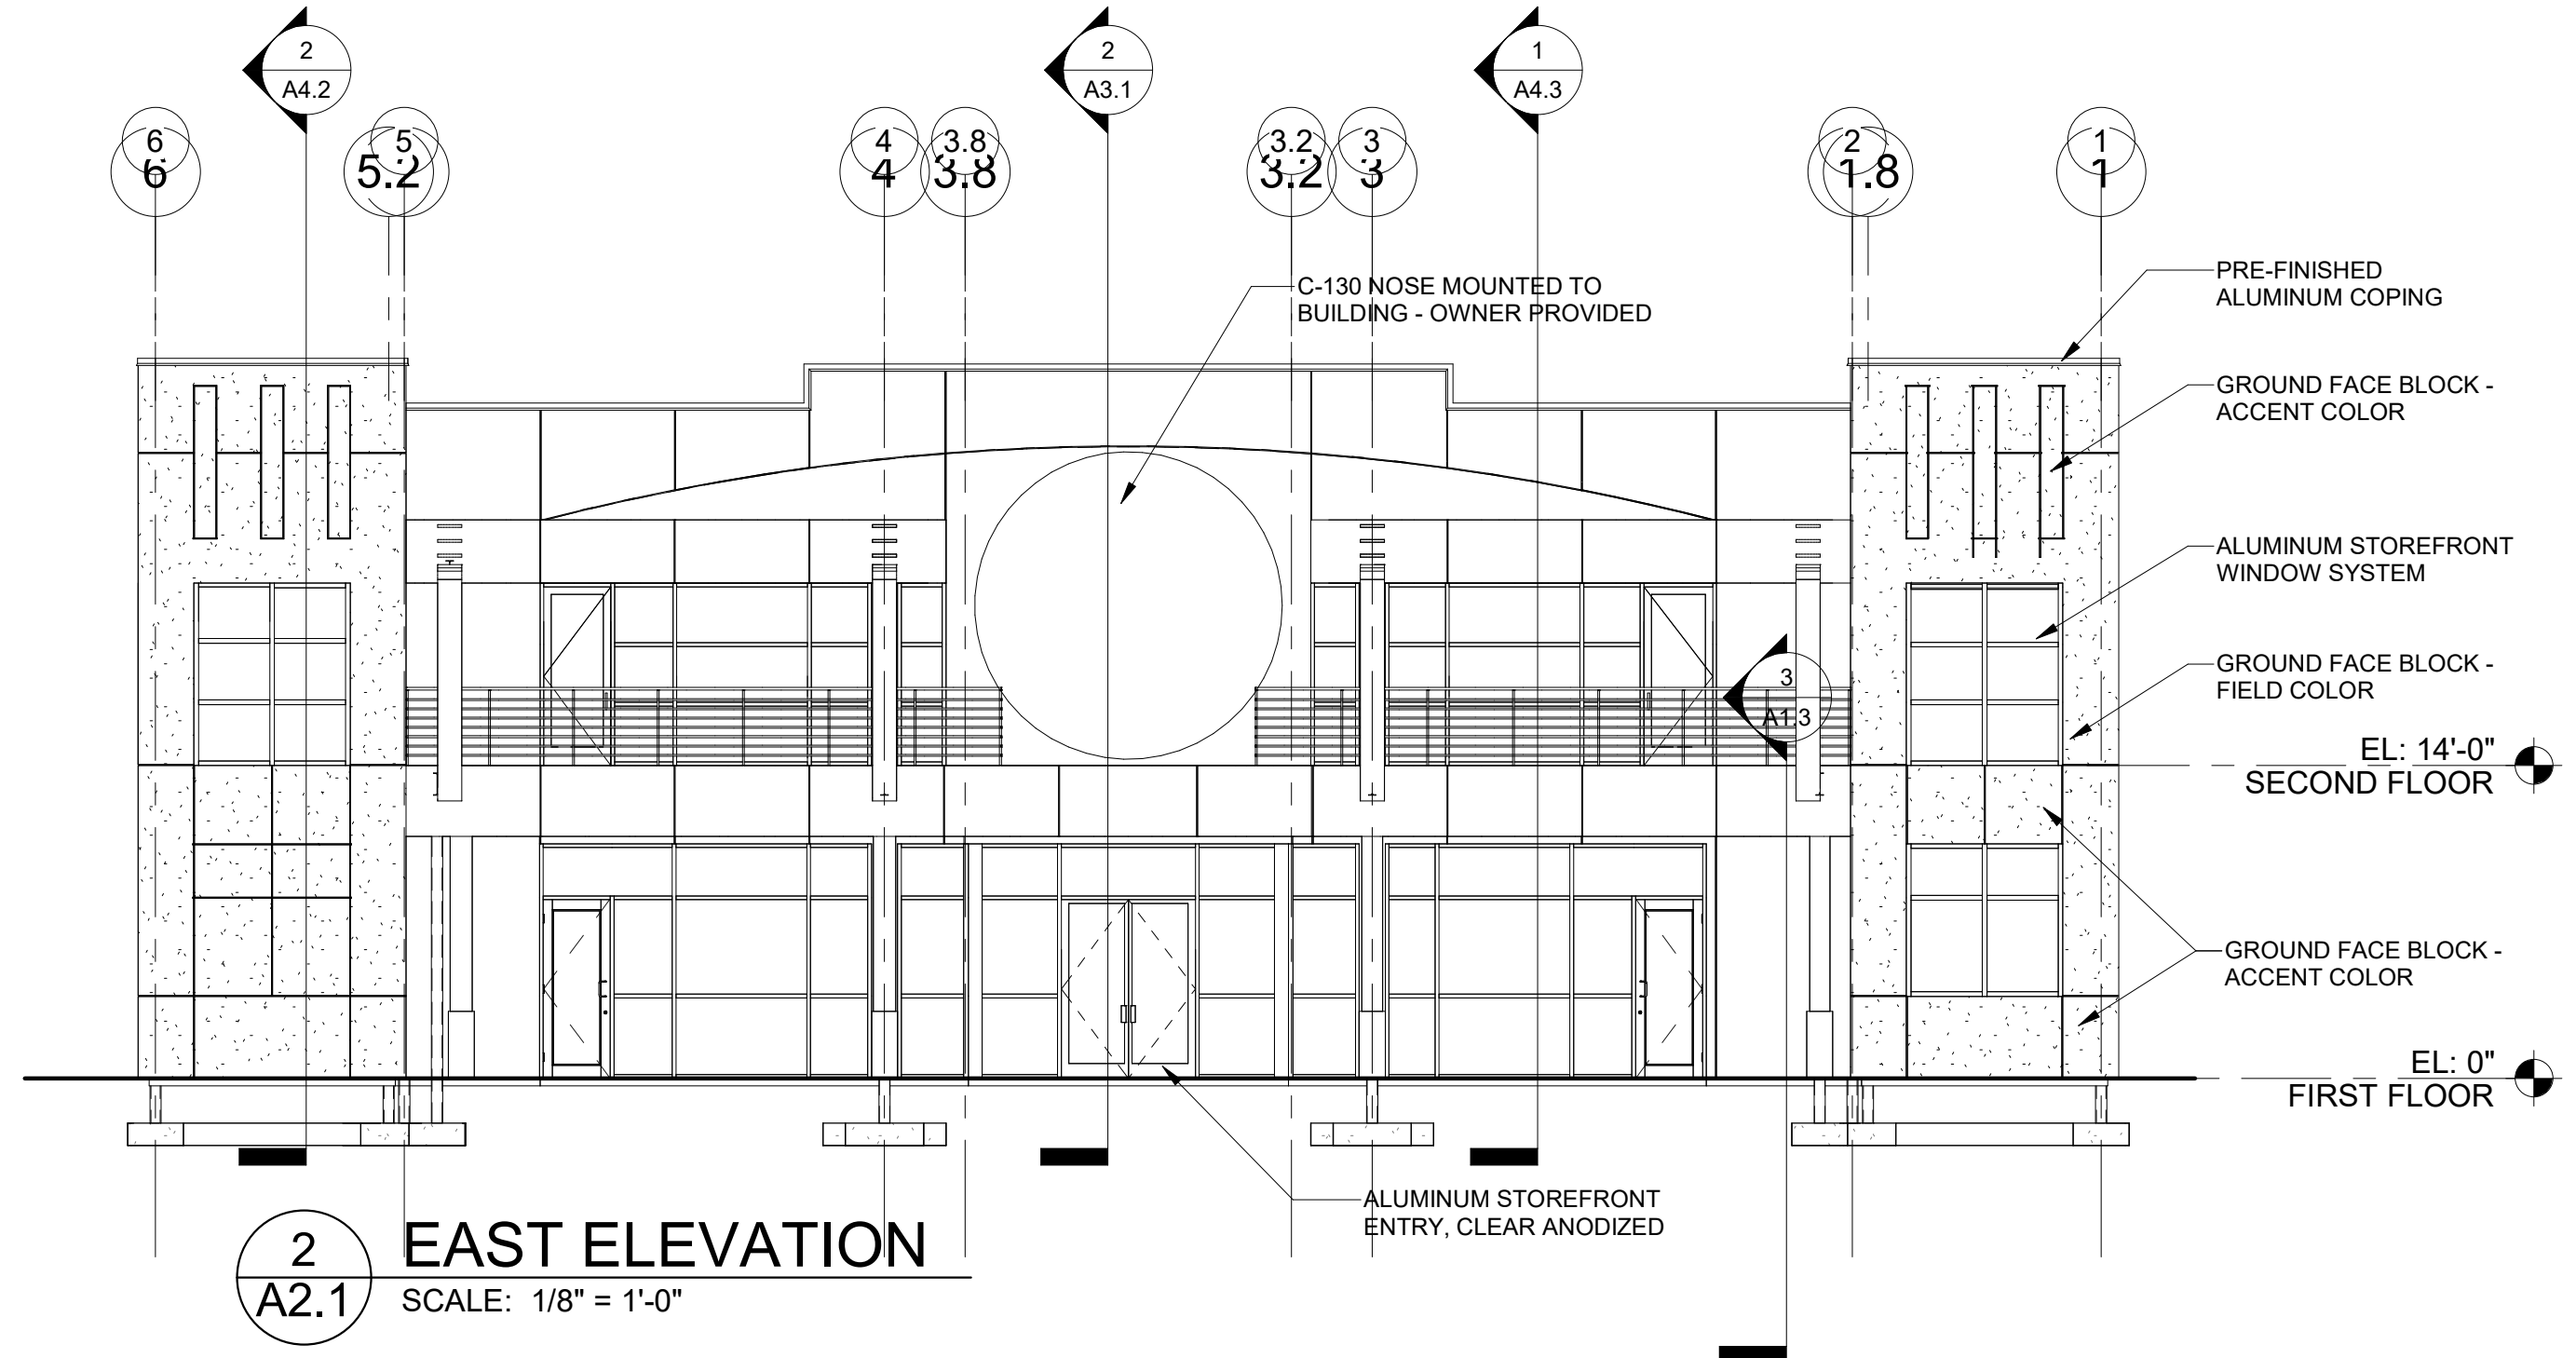 2
A4.2
2
A3.1
1
A4.3
6
6
5
5.2
4
4
3.8
3.8
3.2
3.2
3
3
2
1.8
1
1
C-130 NOSE MOUNTED TO
BUILDING - OWNER PROVIDED
PRE-FINISHED
ALUMINUM COPING
GROUND FACE BLOCK -
ACCENT COLOR
ALUMINUM STOREFRONT
WINDOW SYSTEM
GROUND FACE BLOCK -
FIELD COLOR
3
A1.3
EL: 14'-0"
SECOND FLOOR
GROUND FACE BLOCK -
ACCENT COLOR
EL: 0"
FIRST FLOOR
ALUMINUM STOREFRONT
ENTRY, CLEAR ANODIZED
2
A2.1
EAST ELEVATION
SCALE: 1/8" = 1'-0"